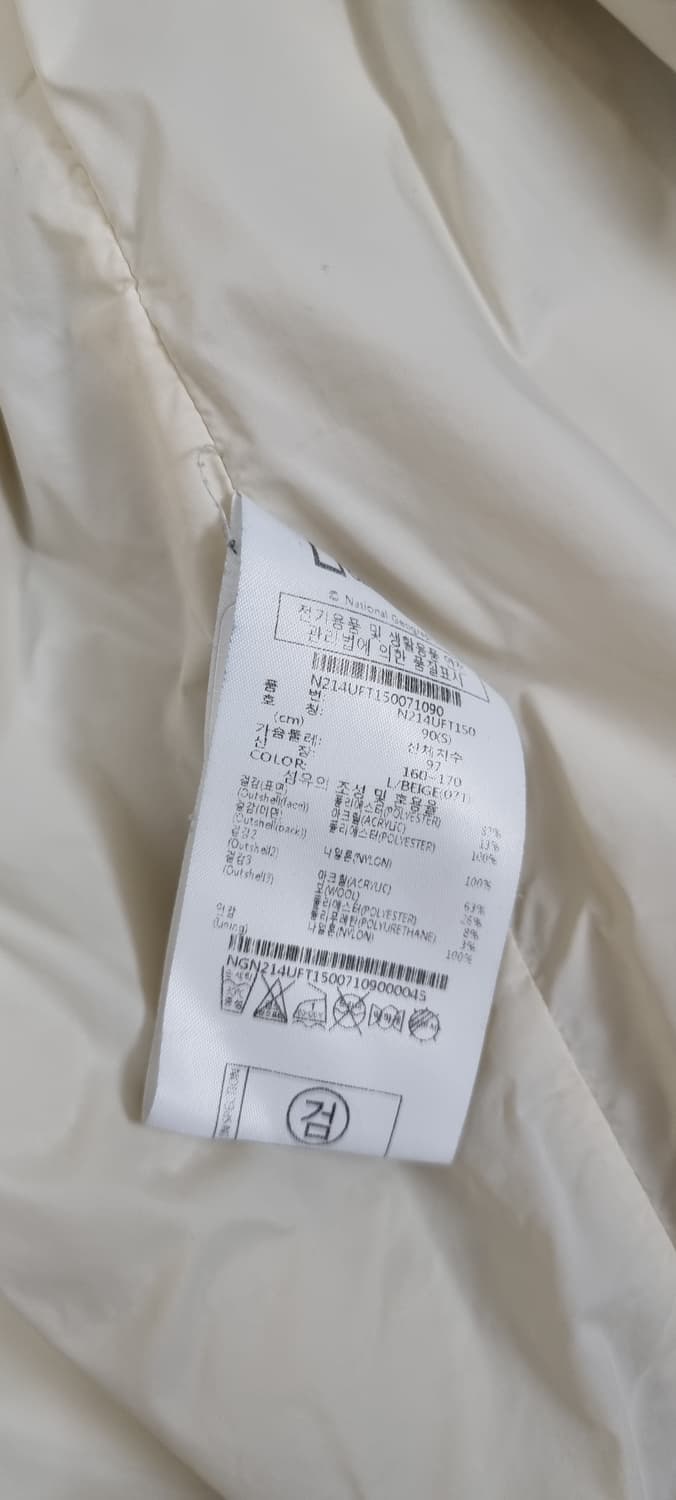 © National Geographic
전기용품 및 생활용품 안전
관리법에 의한 품질표시
N214UFT150071090
품 번: N214UFT150
호 칭: 90(S)
(cm) 신체치수
가슴둘레: 97
신 장: 160~170
COLOR: L/BEIGE(071)
섬유의 조성 및 혼용율
겉감(표면) 폴리에스터(POLYESTER) 87%
(Outshell(face)) 아크릴(ACRYLIC) 13%
겉감(이면) 폴리에스터(POLYESTER) 100%
(Outshell(back))
겉감2 나일론(NYLON) 100%
(Outshell2)
겉감3 아크릴(ACRYLIC) 63%
(Outshell3) 모(WOOL) 26%
폴리에스터(POLYESTER) 8%
폴리우레탄(POLYURETHANE) 3%
안감 나일론(NYLON) 100%
(Lining)
NGN214UFT15007109000045
검